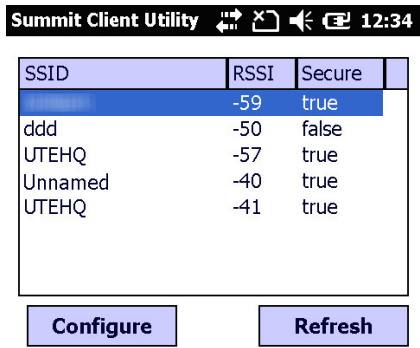 Summit Client Utility 12:34
SSID RSSI Secure
-59 true
ddd -50 false
UTEHQ -57 true
Unnamed -40 true
UTEHQ -41 true
Configure Refresh